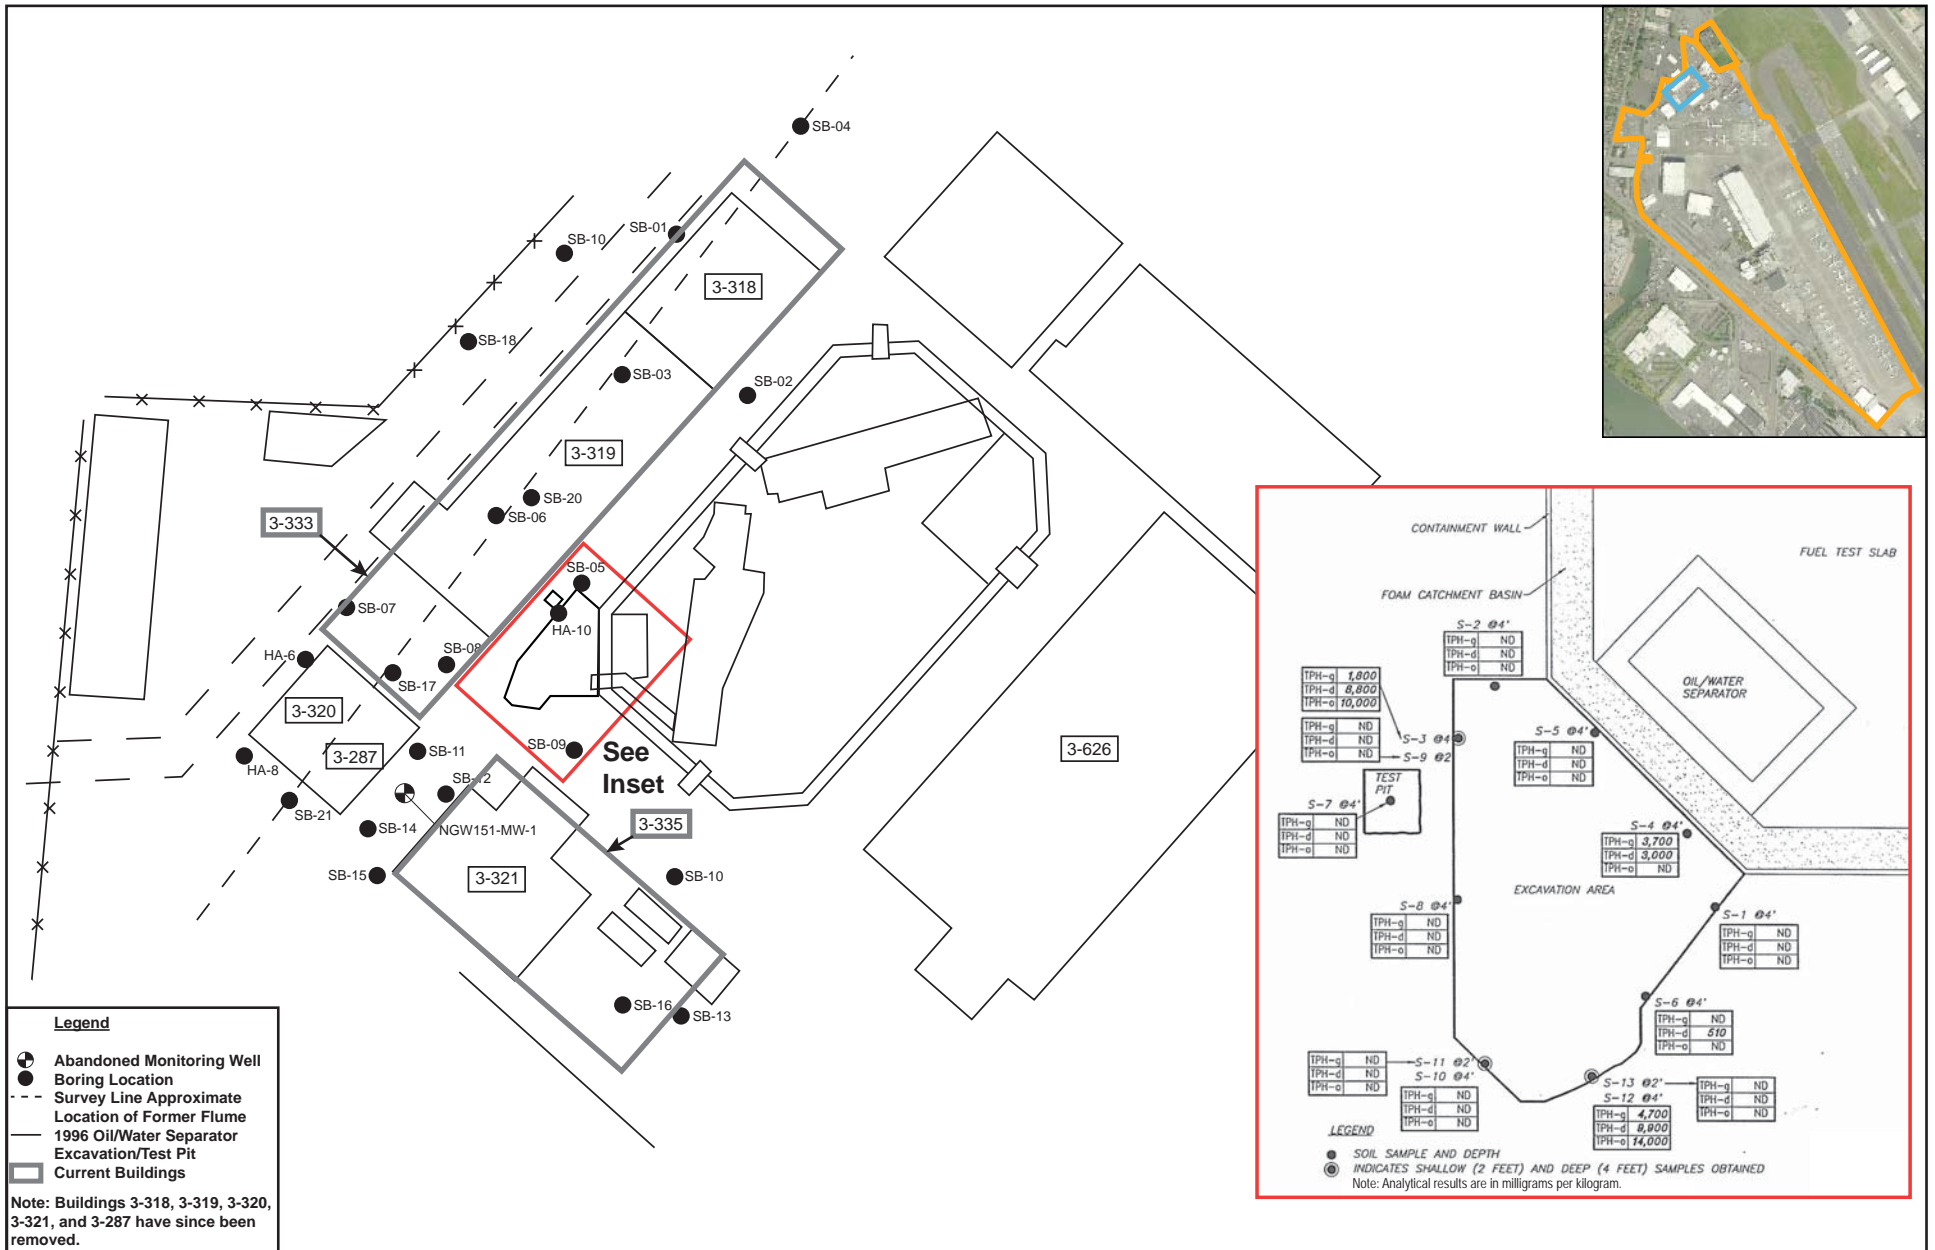 SB-04
SB-01
SB-10
3-318
SB-18
SB-03
SB-02
3-319
SB-20
SB-06
3-333
SB-05
SB-07
HA-10
HA-6
SB-08
SB-17
3-320
3-287
SB-11
SB-09
See
Inset
3-626
HA-8
SB-12
SB-21
SB-14
NGW151-MW-1
3-335
SB-15
3-321
SB-10
SB-16
SB-13
Legend
Abandoned Monitoring Well
Boring Location
Survey Line Approximate
Location of Former Flume
1996 Oil/Water Separator
Excavation/Test Pit
Current Buildings
Note: Buildings 3-318, 3-319, 3-320,
3-321, and 3-287 have since been
removed.
CONTAINMENT WALL
FUEL TEST SLAB
FOAM CATCHMENT BASIN
OIL/WATER
SEPARATOR
S-2 @4'
TPH-g ND
TPH-d ND
TPH-o ND
TPH-g 1,800
TPH-d 8,800
TPH-o 10,000
S-3 @4
TPH-g ND
TPH-d ND
TPH-o ND
S-9 @2
S-5 @4'
TPH-g ND
TPH-d ND
TPH-o ND
TEST
PIT
S-7 @4'
TPH-g ND
TPH-d ND
TPH-o ND
S-4 @4'
TPH-g 3,700
TPH-d 3,000
TPH-o ND
EXCAVATION AREA
S-8 @4'
TPH-g ND
TPH-d ND
TPH-o ND
S-1 @4'
TPH-g ND
TPH-d ND
TPH-o ND
S-6 @4'
TPH-g ND
TPH-d 510
TPH-o ND
S-11 @2'
TPH-g ND
TPH-d ND
TPH-o ND
S-10 @4'
TPH-g ND
TPH-d ND
TPH-o ND
S-13 @2'
TPH-g ND
TPH-d ND
TPH-o ND
S-12 @4'
TPH-g 4,700
TPH-d 9,900
TPH-o 14,000
LEGEND
SOIL SAMPLE AND DEPTH
INDICATES SHALLOW (2 FEET) AND DEEP (4 FEET) SAMPLES OBTAINED
Note: Analytical results are in milligrams per kilogram.